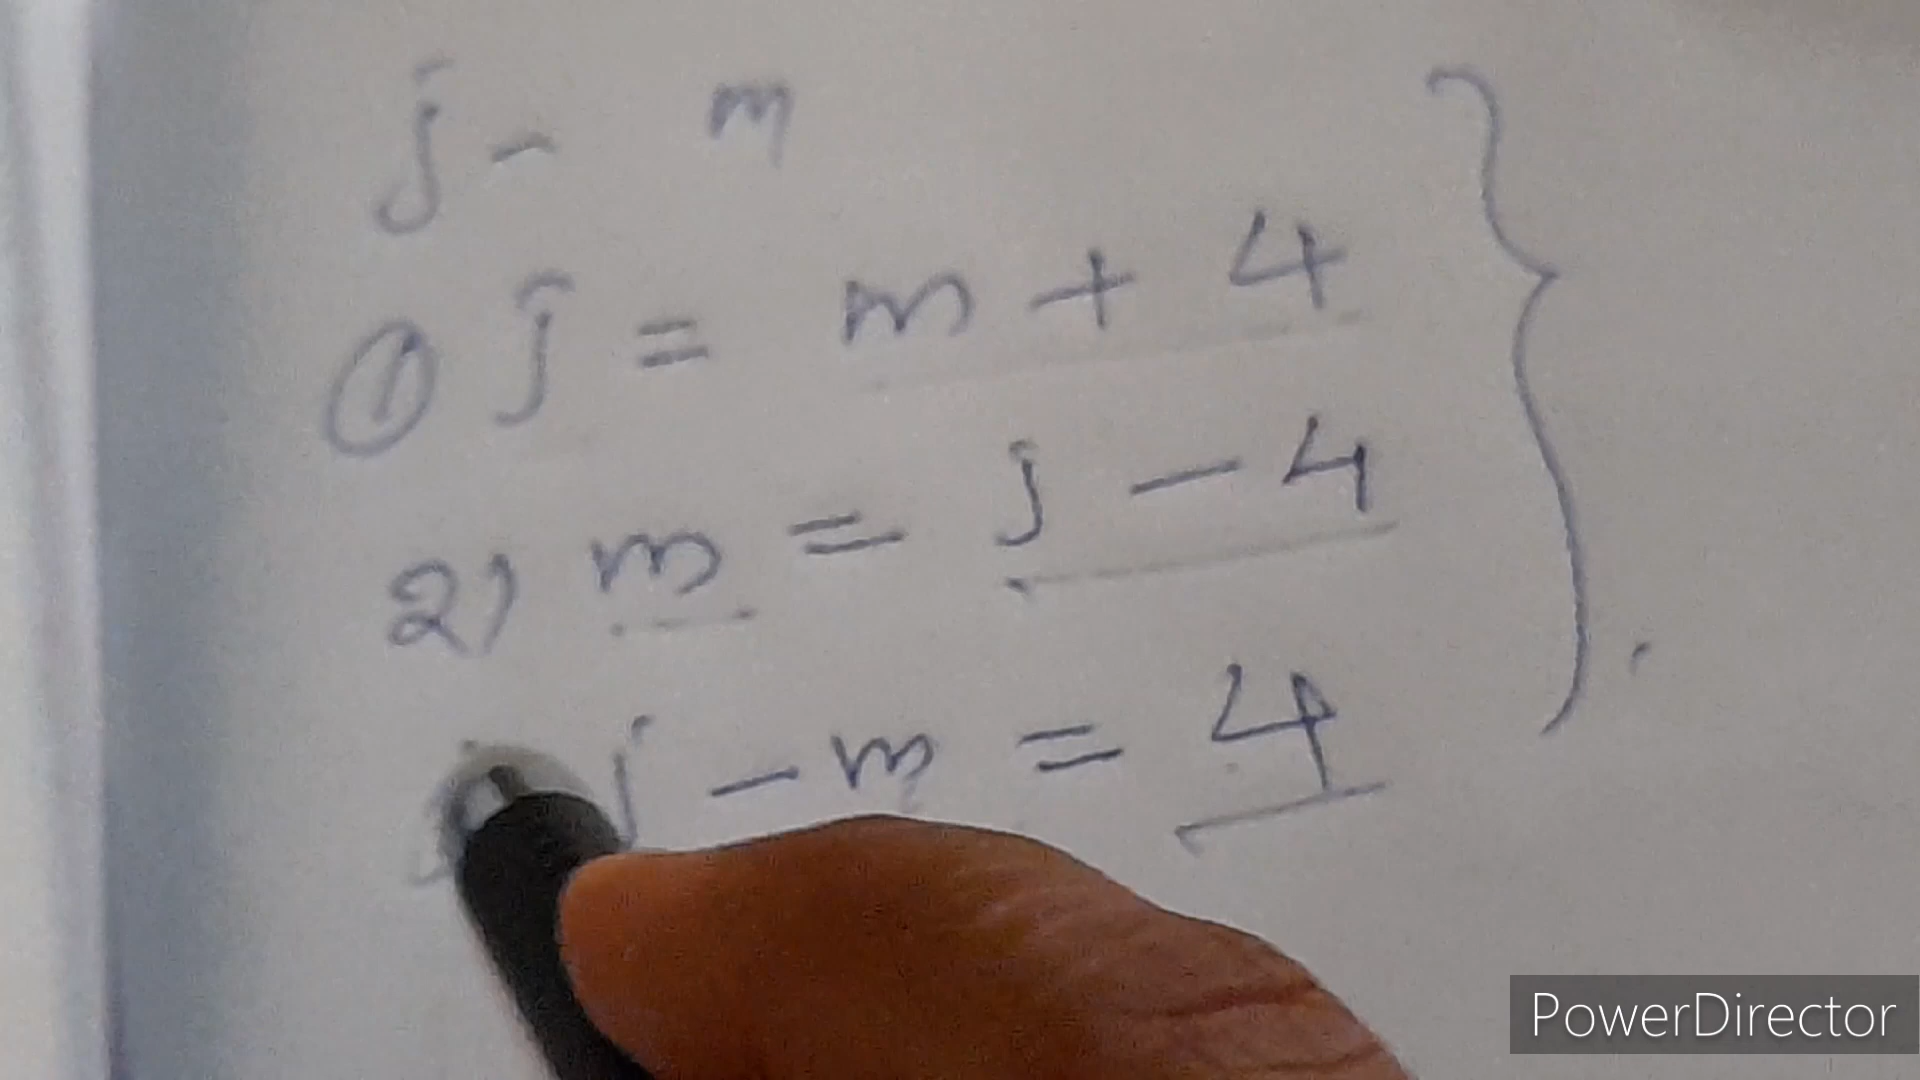 j - m
① j = m + 4
2) m = j - 4
j - m = 4
PowerDirector